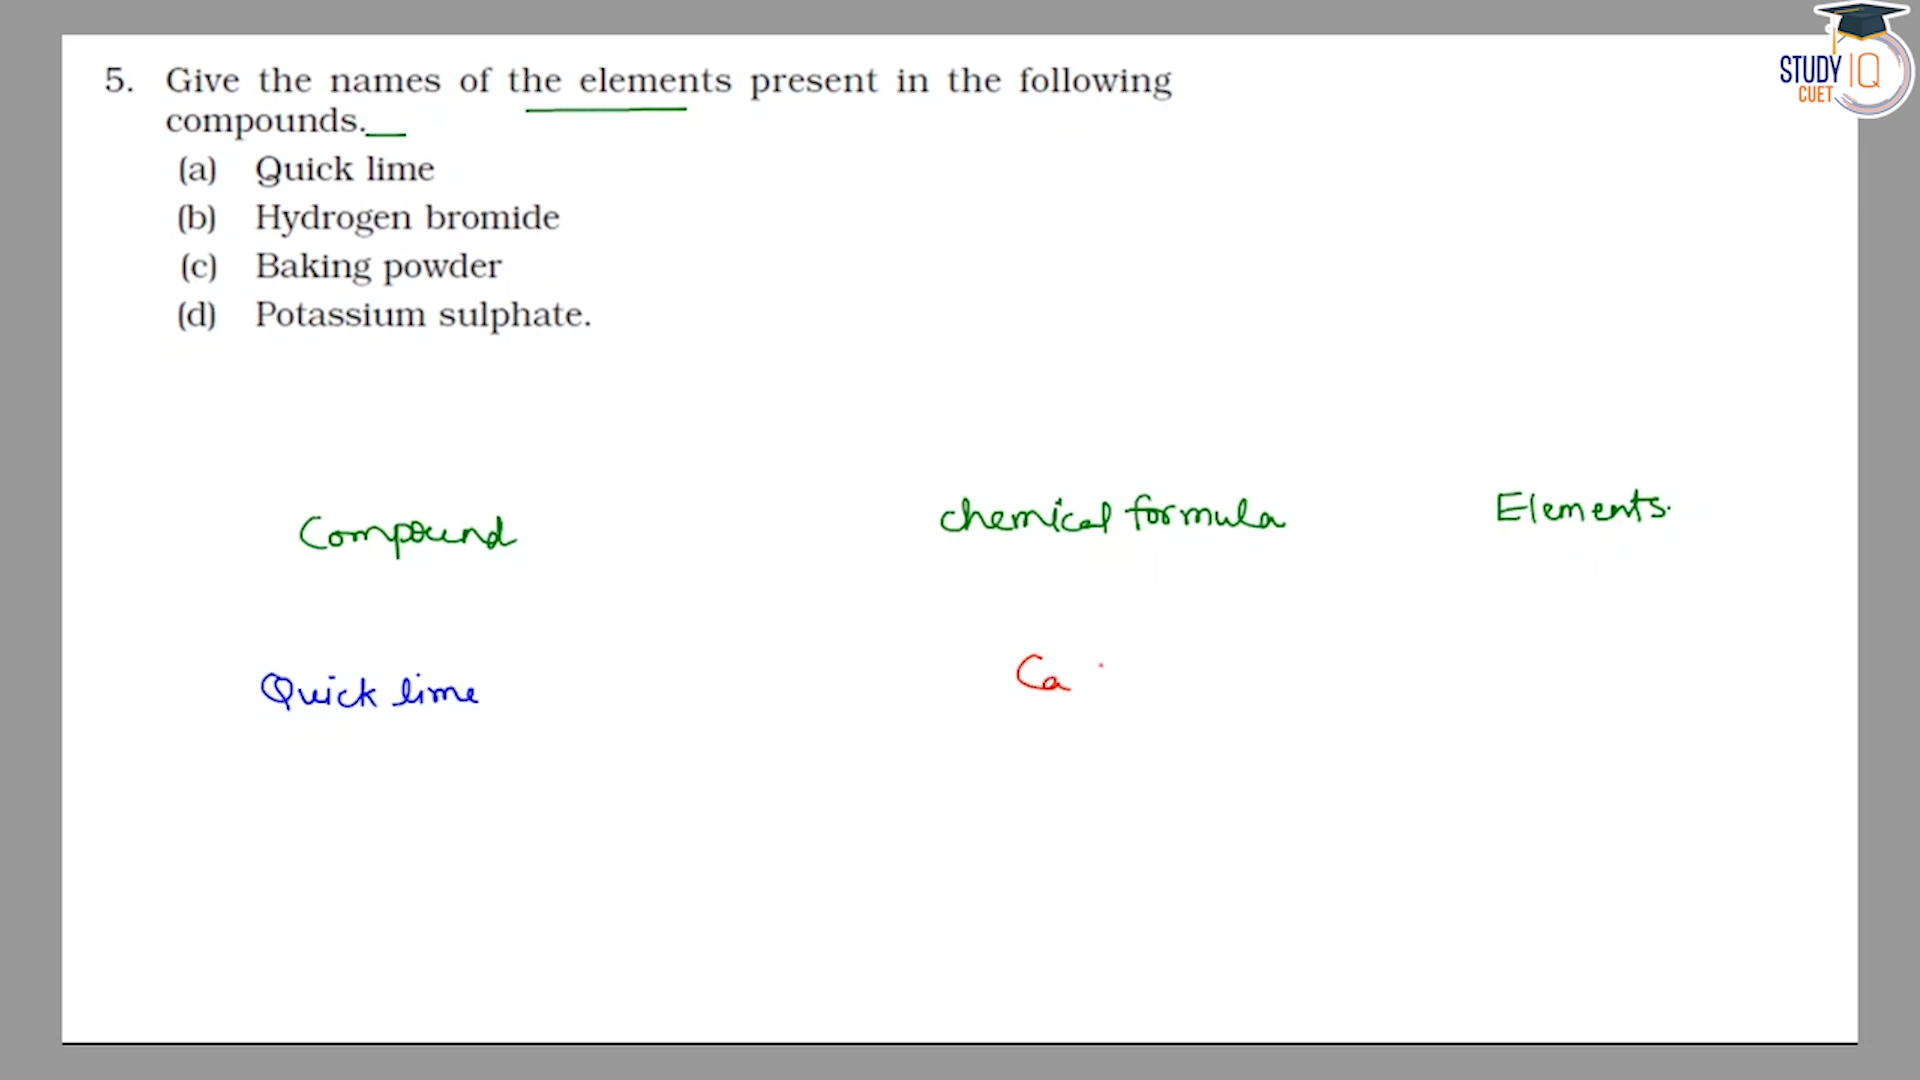 5. Give the names of the elements present in the following
compounds.
(a) Quick lime
(b) Hydrogen bromide
(c) Baking powder
(d) Potassium sulphate.
STUDY IQ
CUET
Compound chemical formula Elements.
Quick lime Ca